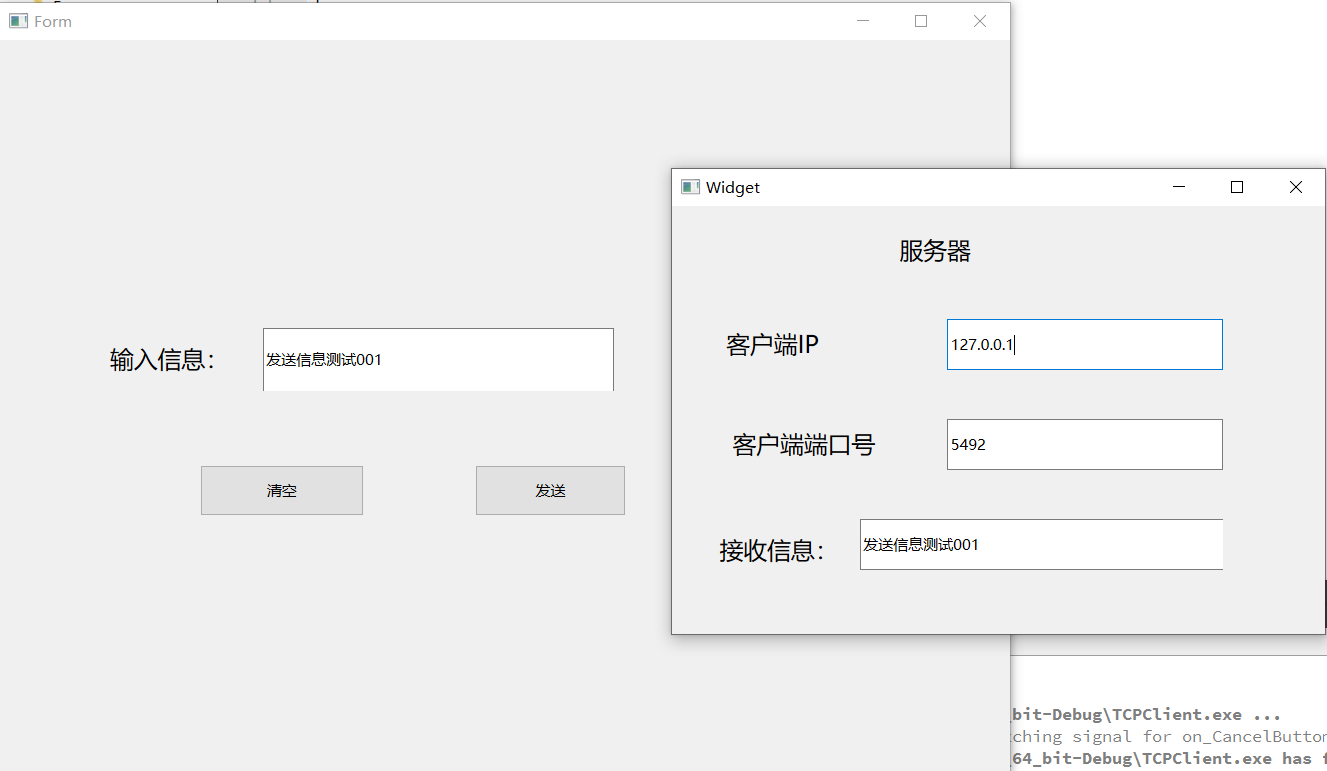 Form
输入信息：
发送信息测试001
清空
发送
Widget
服务器
客户端IP
127.0.0.1
客户端端口号
5492
接收信息：
发送信息测试001
bit-Debug\TCPClient.exe ...
ching signal for on_CancelButton
64_bit-Debug\TCPClient.exe has